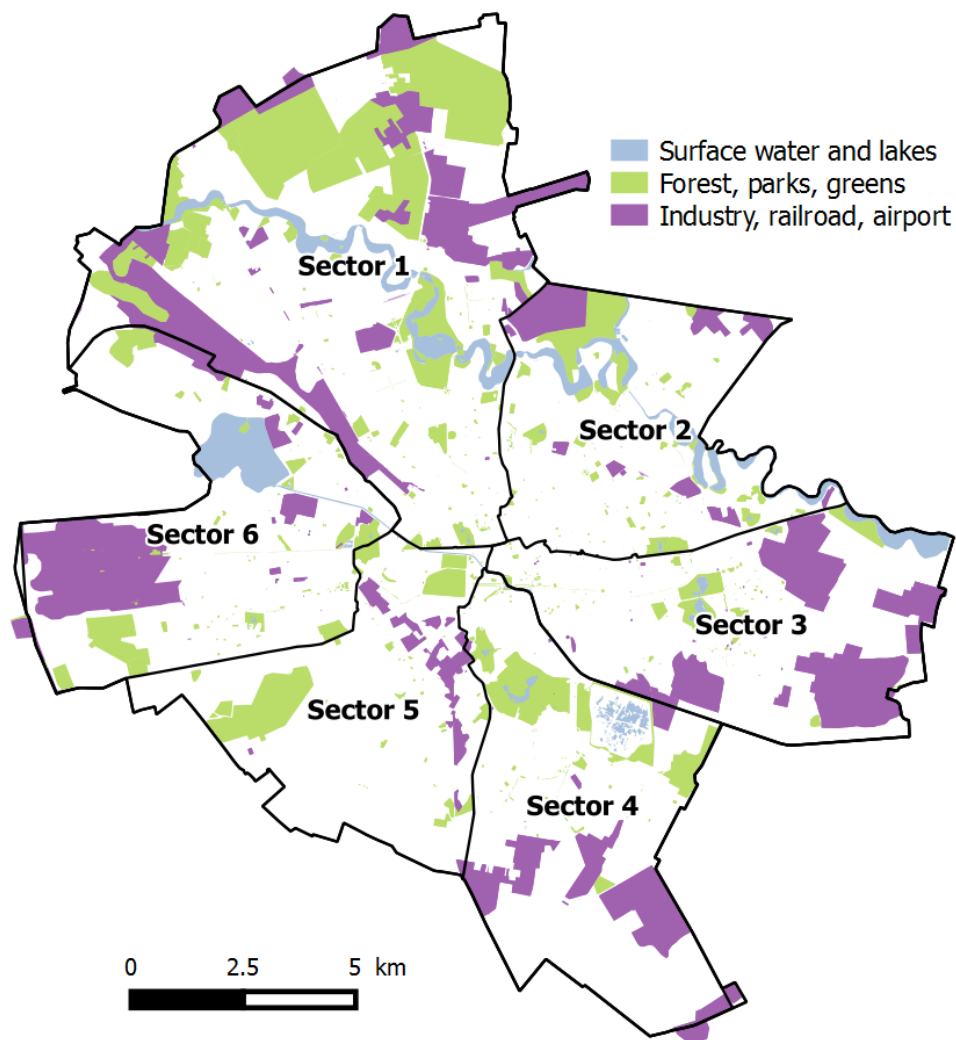 Surface water and lakes
Forest, parks, greens
Industry, railroad, airport
Sector 1
Sector 2
Sector 6
Sector 3
Sector 5
Sector 4
0 2.5 5 km